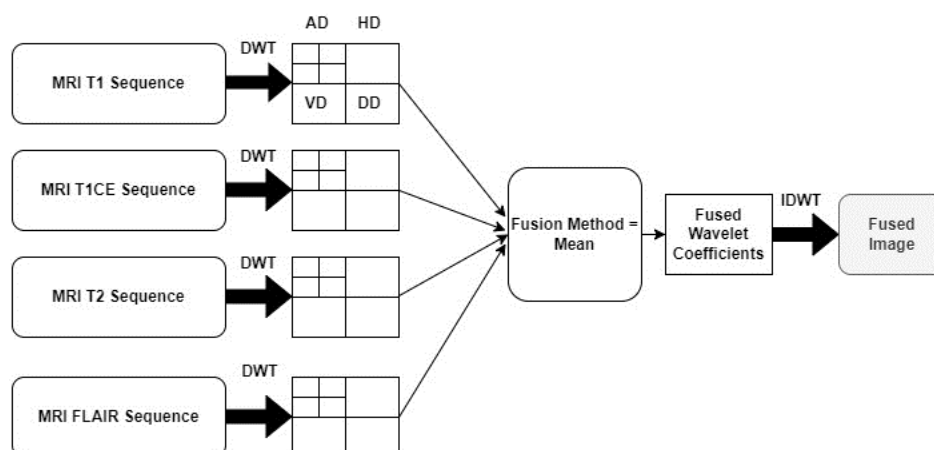 AD HD
DWT
MRI T1 Sequence
VD DD
DWT
MRI T1CE Sequence
DWT
MRI T2 Sequence
DWT
MRI FLAIR Sequence
Fusion Method =
Mean
Fused
Wavelet
Coefficients
IDWT
Fused
Image